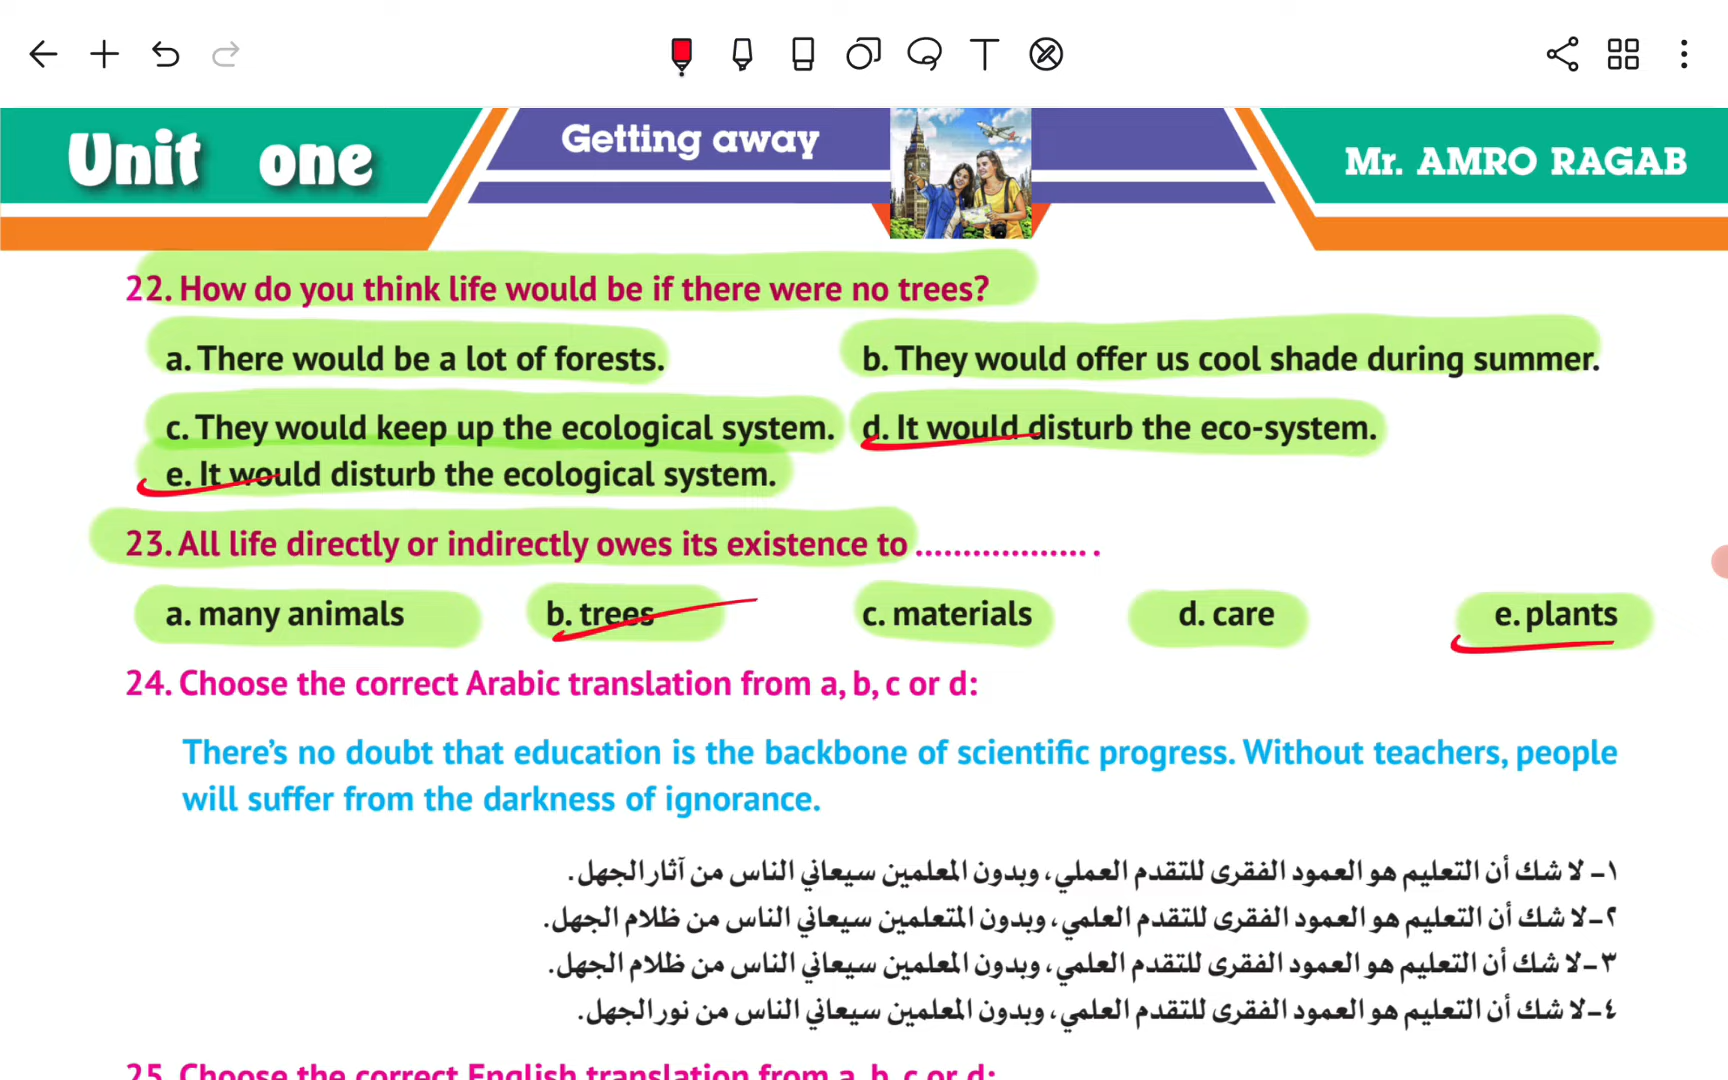 Unit one
Getting away
Mr. AMRO RAGAB
22. How do you think life would be if there were no trees?
a. There would be a lot of forests. b. They would offer us cool shade during summer.
c. They would keep up the ecological system. d. It would disturb the eco-system.
e. It would disturb the ecological system.
23. All life directly or indirectly owes its existence to .................. .
a. many animals b. trees c. materials d. care e. plants
24. Choose the correct Arabic translation from a, b, c or d:
There's no doubt that education is the backbone of scientific progress. Without teachers, people
will suffer from the darkness of ignorance.
١- لا شك أن التعليم هو العمود الفقرى للتقدم العملي، وبدون المعلمين سيعاني الناس من آثار الجهل.
٢- لا شك أن التعليم هو العمود الفقرى للتقدم العلمي، وبدون المتعلمين سيعاني الناس من ظلام الجهل.
٣- لا شك أن التعليم هو العمود الفقرى للتقدم العلمي، وبدون المعلمين سيعاني الناس من ظلام الجهل.
٤- لا شك أن التعليم هو العمود الفقرى للتقدم العلمي، وبدون المعلمين سيعاني الناس من نور الجهل.
25. Choose the correct English translation from a, b, c or d: